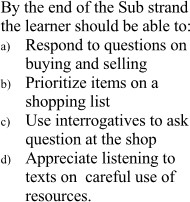 By the end of the Sub strand
the learner should be able to:
a) Respond to questions on
buying and selling
b) Prioritize items on a
shopping list
c) Use interrogatives to ask
question at the shop
d) Appreciate listening to
texts on careful use of
resources.